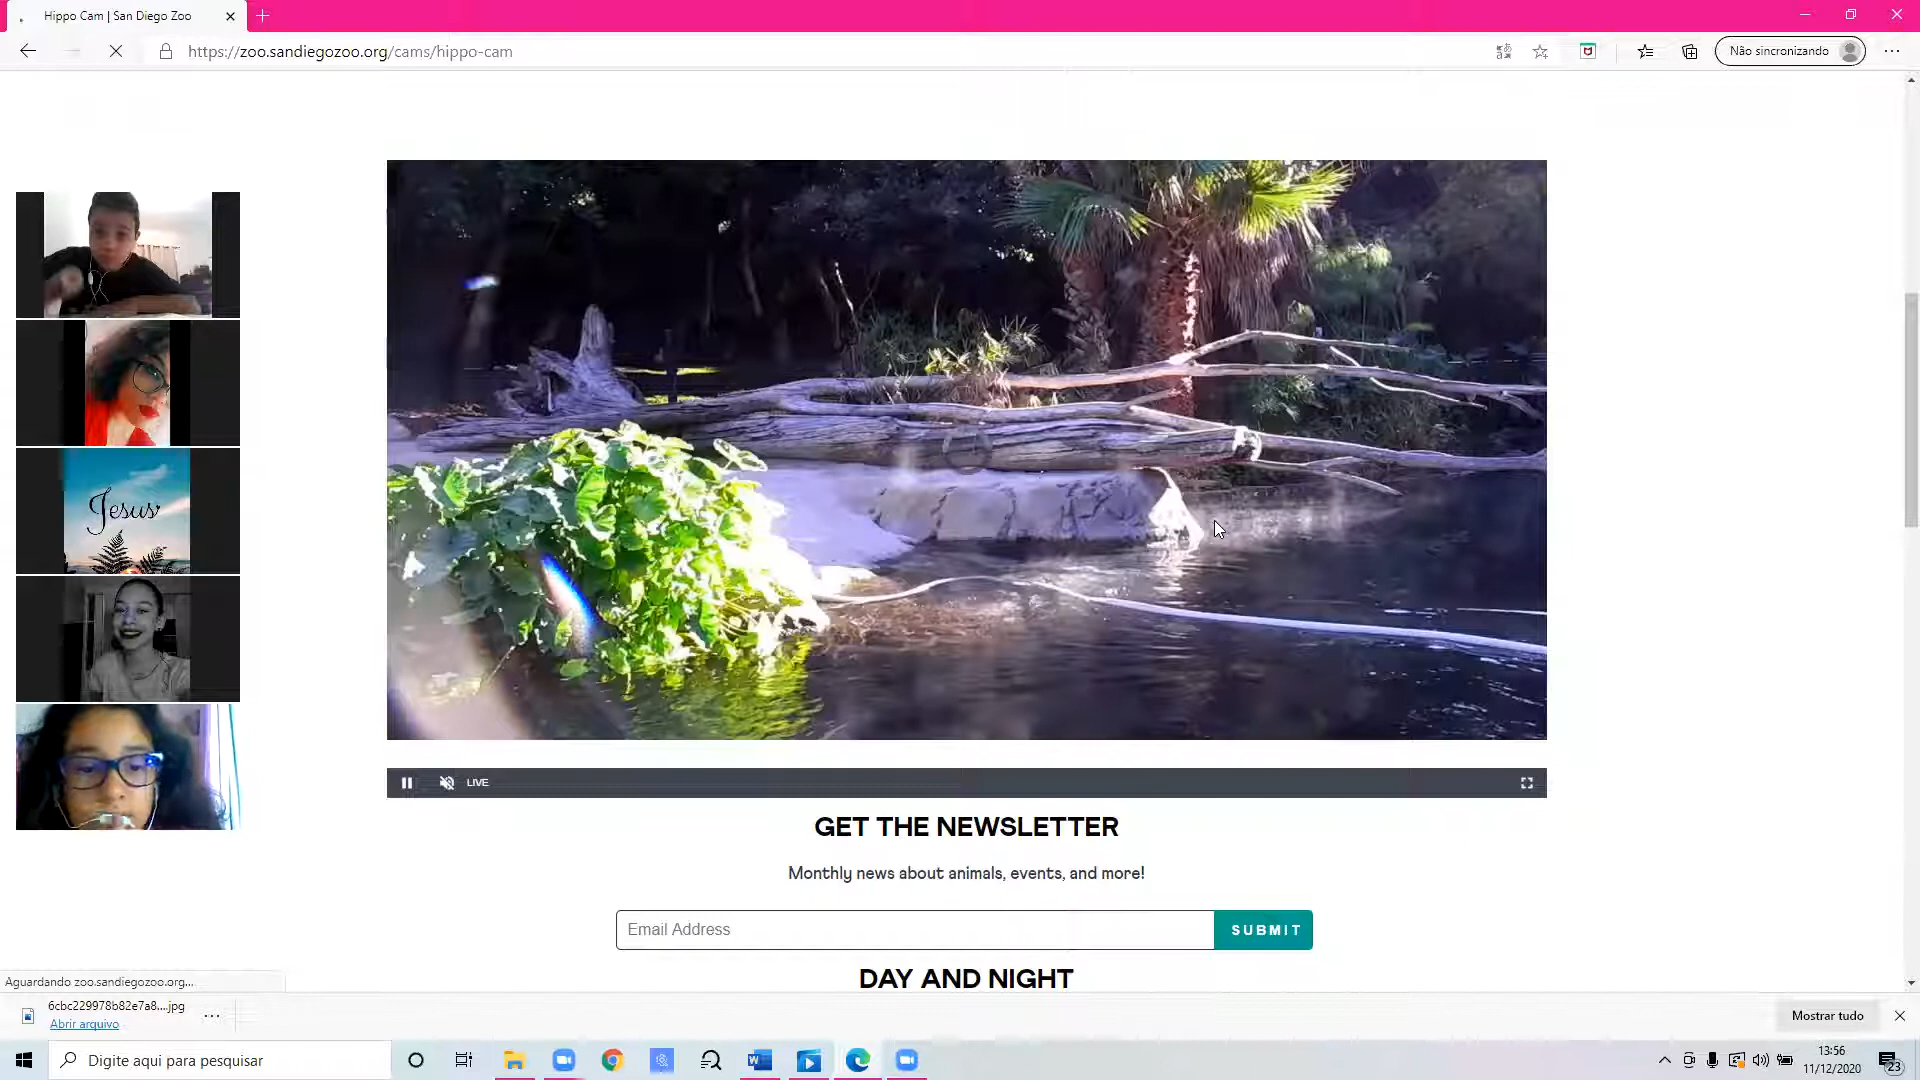 Hippo Cam | San Diego Zoo
https://zoo.sandiegozoo.org/cams/hippo-cam
Não sincronizando
Jesus
LIVE
GET THE NEWSLETTER
Monthly news about animals, events, and more!
Email Address
SUBMIT
DAY AND NIGHT
Aguardando zoo.sandiegozoo.org...
6cbc229978b82e7a8....jpg
Abrir arquivo
Mostrar tudo
Digite aqui para pesquisar
13:56
11/12/2020
23